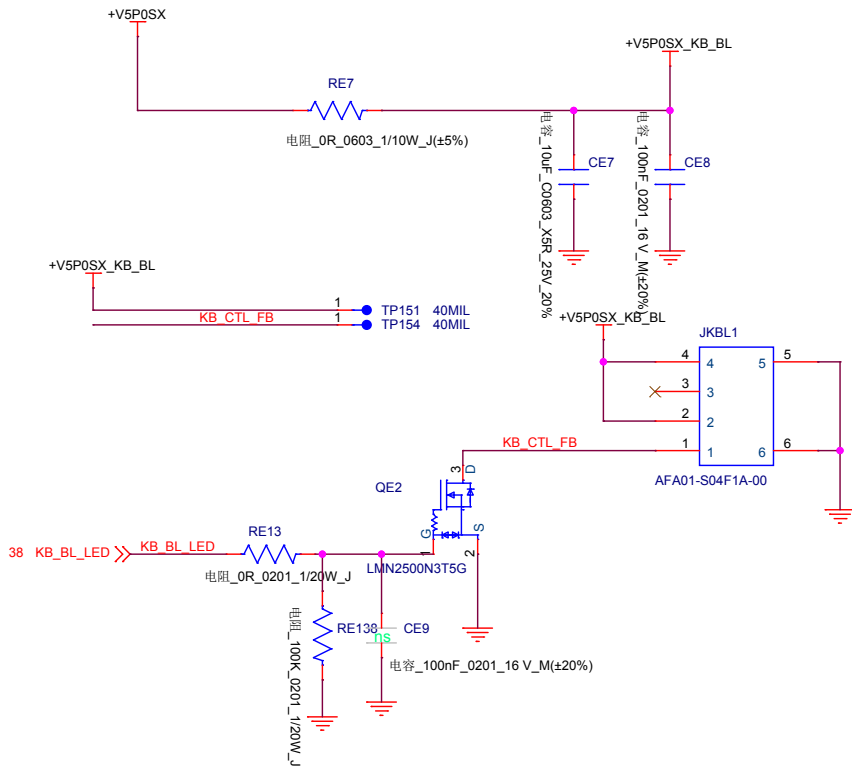 +V5P0SX
+V5P0SX_KB_BL
RE7
电阻_0R_0603_1/10W_J(±5%)
电容_10uF_C0603_X5R_25V_20%
CE7
电容_100nF_0201_16 V_M(±20%)
CE8
+V5P0SX_KB_BL
1
TP151 40MIL
KB_CTL_FB
1
TP154 40MIL
+V5P0SX_KB_BL
JKBL1
4 4 5 5
3 3
2 2
1 1 6 6
KB_CTL_FB
AFA01-S04F1A-00
3 D
QE2
G S
1 2
LMN2500N3T5G
38 KB_BL_LED
KB_BL_LED
RE13
电阻_0R_0201_1/20W_J
电阻_100K_0201_1/20W_J
RE138
ns
CE9
电容_100nF_0201_16 V_M(±20%)